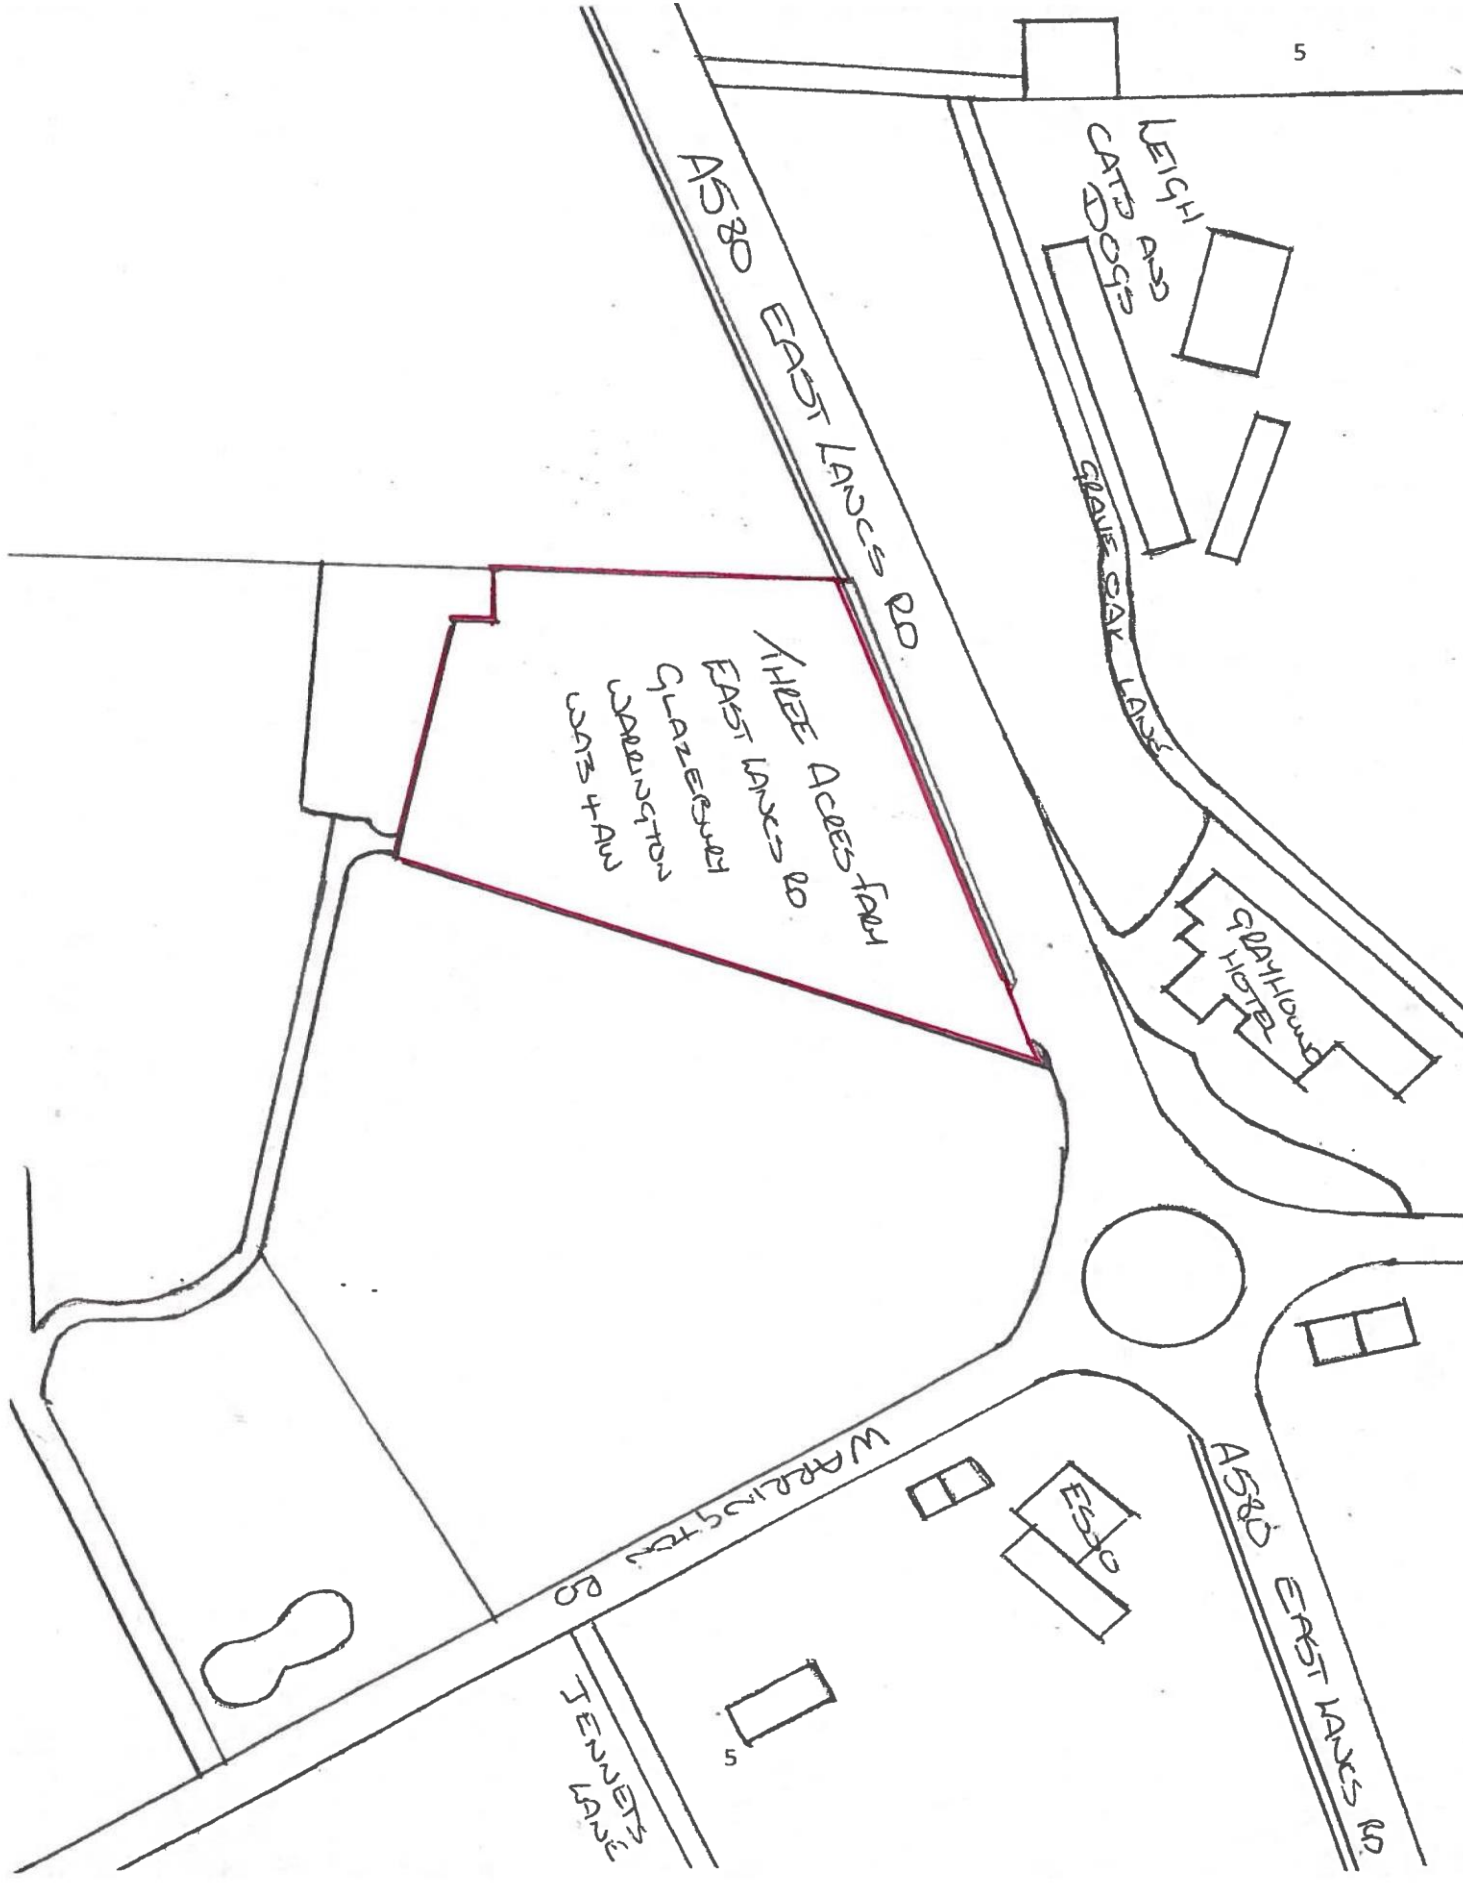 5
LEIGH
CATS AND
DOGS
A580 EAST LANCS RD
GRAVE OAK LANE
THREE ACRES FARM
EAST LANCS RD
GLAZEBURY
WARRINGTON
WA3 4AW
GRAYHOUND
HOTEL
WARRINGTON RD
ESSO
A580 EAST LANCS RD
JENNETS
LANE
5